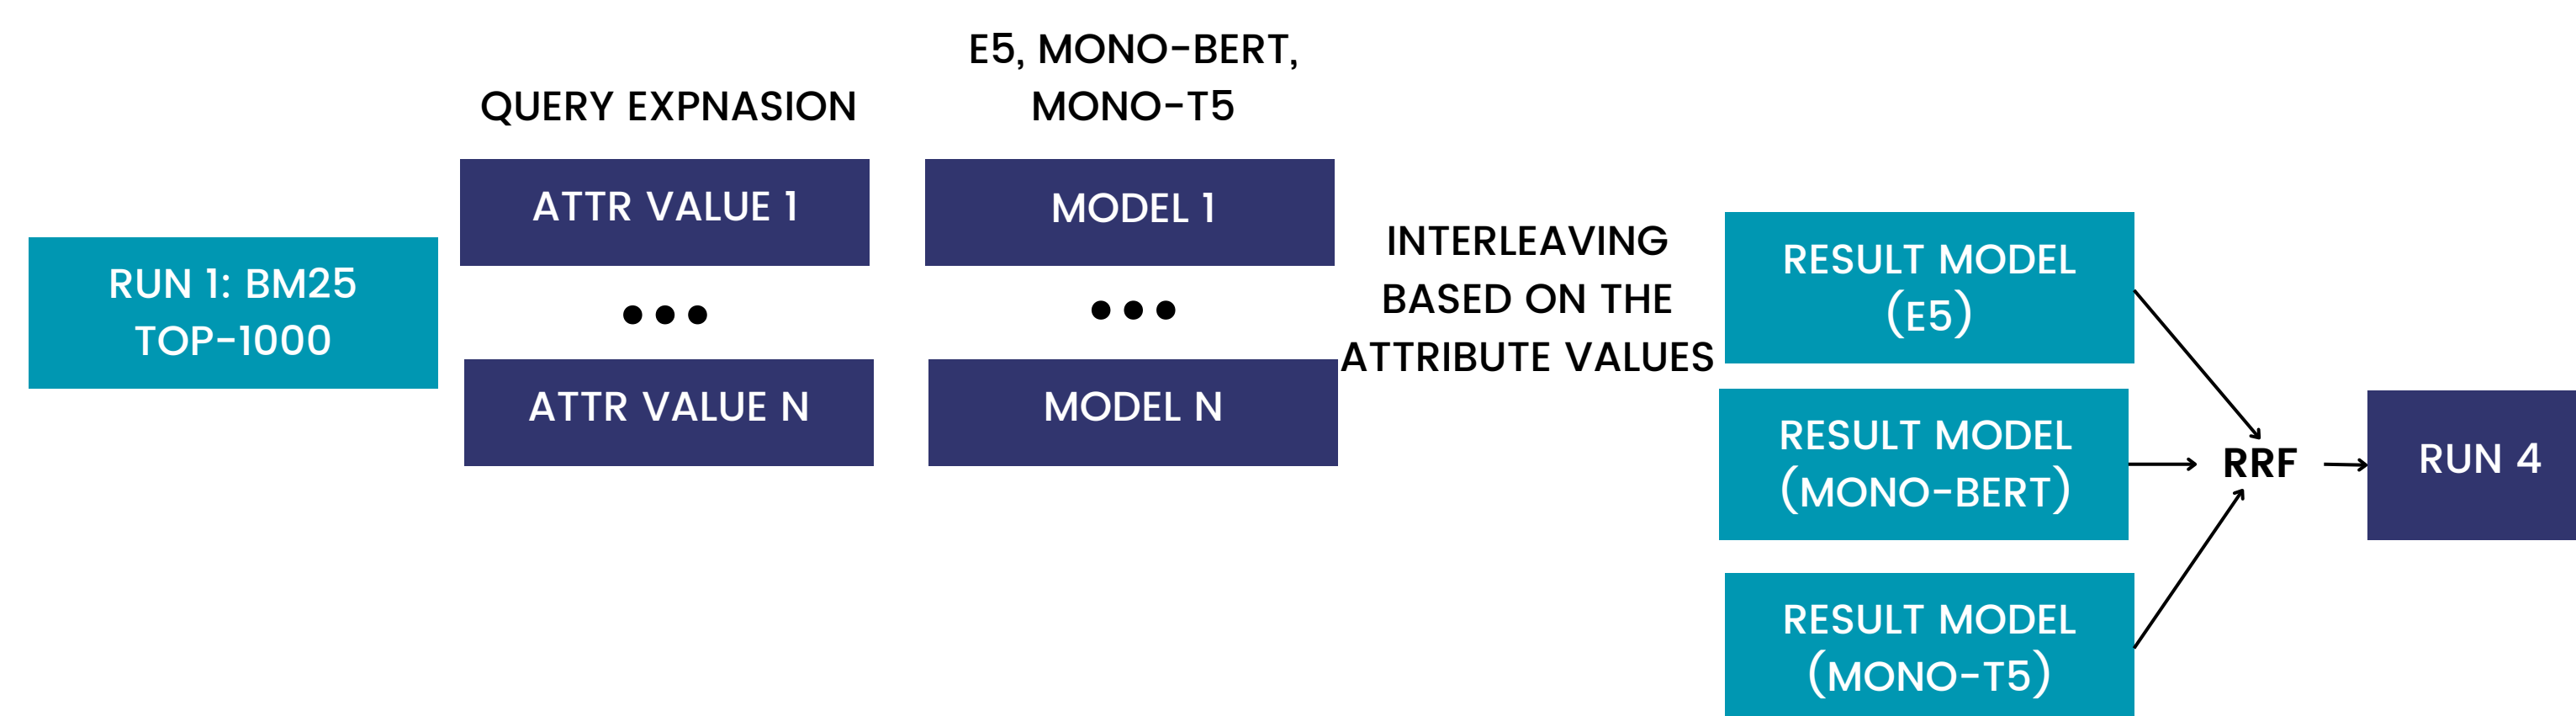 RUN 1: BM25
TOP-1000
QUERY EXPNASION
ATTR VALUE 1
ATTR VALUE N
E5, MONO-BERT,
MONO-T5
MODEL 1
MODEL N
INTERLEAVING
BASED ON THE
ATTRIBUTE VALUES
RESULT MODEL
(E5)
RESULT MODEL
(MONO-BERT)
RESULT MODEL
(MONO-T5)
RRF
RUN 4